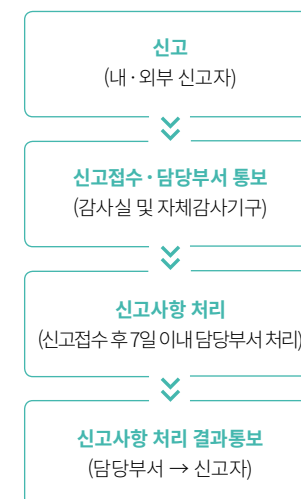 신고
(내·외부 신고자)
신고접수·담당부서 통보
(감사실 및 자체감사기구)
신고사항 처리
(신고접수 후 7일 이내 담당부서 처리)
신고사항 처리 결과통보
(담당부서 → 신고자)